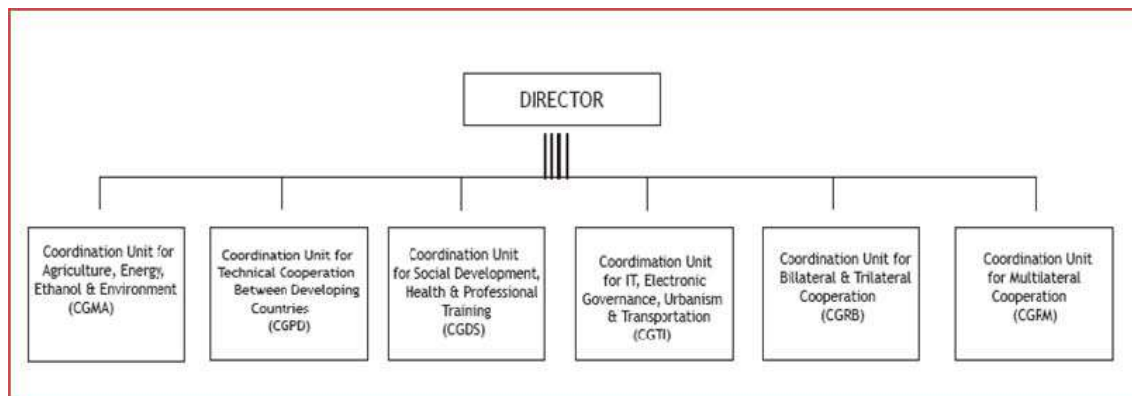 DIRECTOR
Coordination Unit for
Agriculture, Energy,
Ethanol & Environment
(CGMA)
Coordination Unit for
Technical Cooperation
Between Developing
Countries
(CGPD)
Coordination Unit
for Social Development,
Health & Professional
Training
(CGDS)
Coordimation Unit
for IT, Electronic
Governance, Urbanism
& Transportation
(CGTI)
Coordination Unit for
Bilateral & Trilateral
Cooperation
(CGRB)
Coordination Unit
for Multilateral
Cooperation
(CGRM)